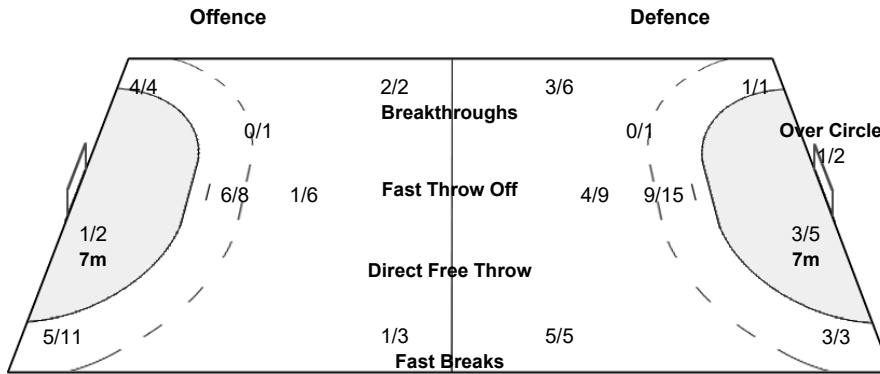 Offence Defence
4/4 2/2 3/6 1/1
Breakthroughs
0/1 0/1 Over Circle
1/2
6/8 1/6 Fast Throw Off 4/9 9/15
1/2 3/5
7m 7m
Direct Free Throw
5/11 1/3 5/5 3/3
Fast Breaks